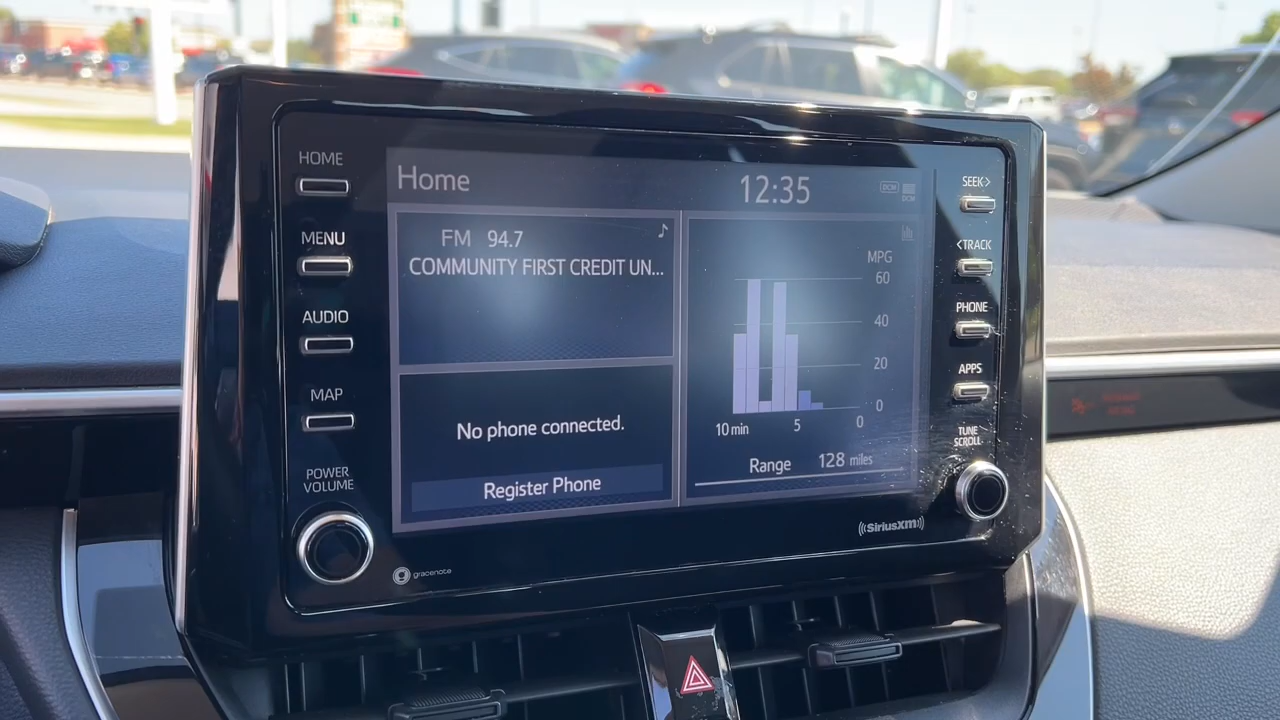 HOME
MENU
AUDIO
MAP
POWER
VOLUME
Home
12:35
DCM
DCM
FM 94.7
COMMUNITY FIRST CREDIT UN...
No phone connected.
Register Phone
MPG
60
40
20
0
10 min 5 0
Range 128 miles
SEEK>
<TRACK
PHONE
APPS
TUNE
SCROLL
gracenote
((SiriusXM))